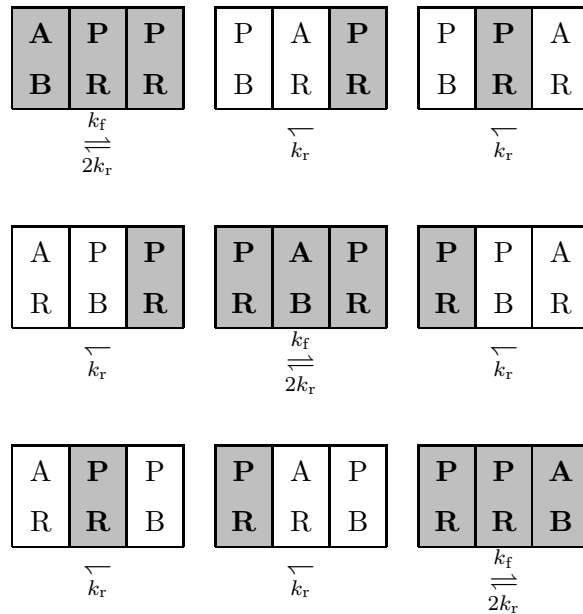 A P P P A P P P A
B R R B R R B R R
k_f
⇌ ↽ ↽
2k_r k_r k_r
A P P P A P P P A
R B R R B R R B R
k_f
↽ ⇌ ↽
k_r 2k_r k_r
A P P P A P P P A
R R B R R B R R B
k_f
↽ ↽ ⇌
k_r k_r 2k_r